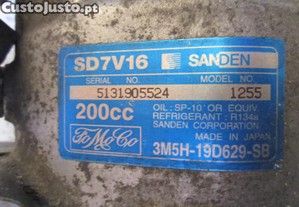 CustoJusto.pt
SD7V16 SANDEN
SERIAL NO. MODEL NO.
5131905524 1255
200cc
OIL: SP-10 OR EQUIV.
REFRIGERANT: R134a
SANDEN CORPORATION
MADE IN JAPAN
FoMoCo 3M5H-19D629-SB